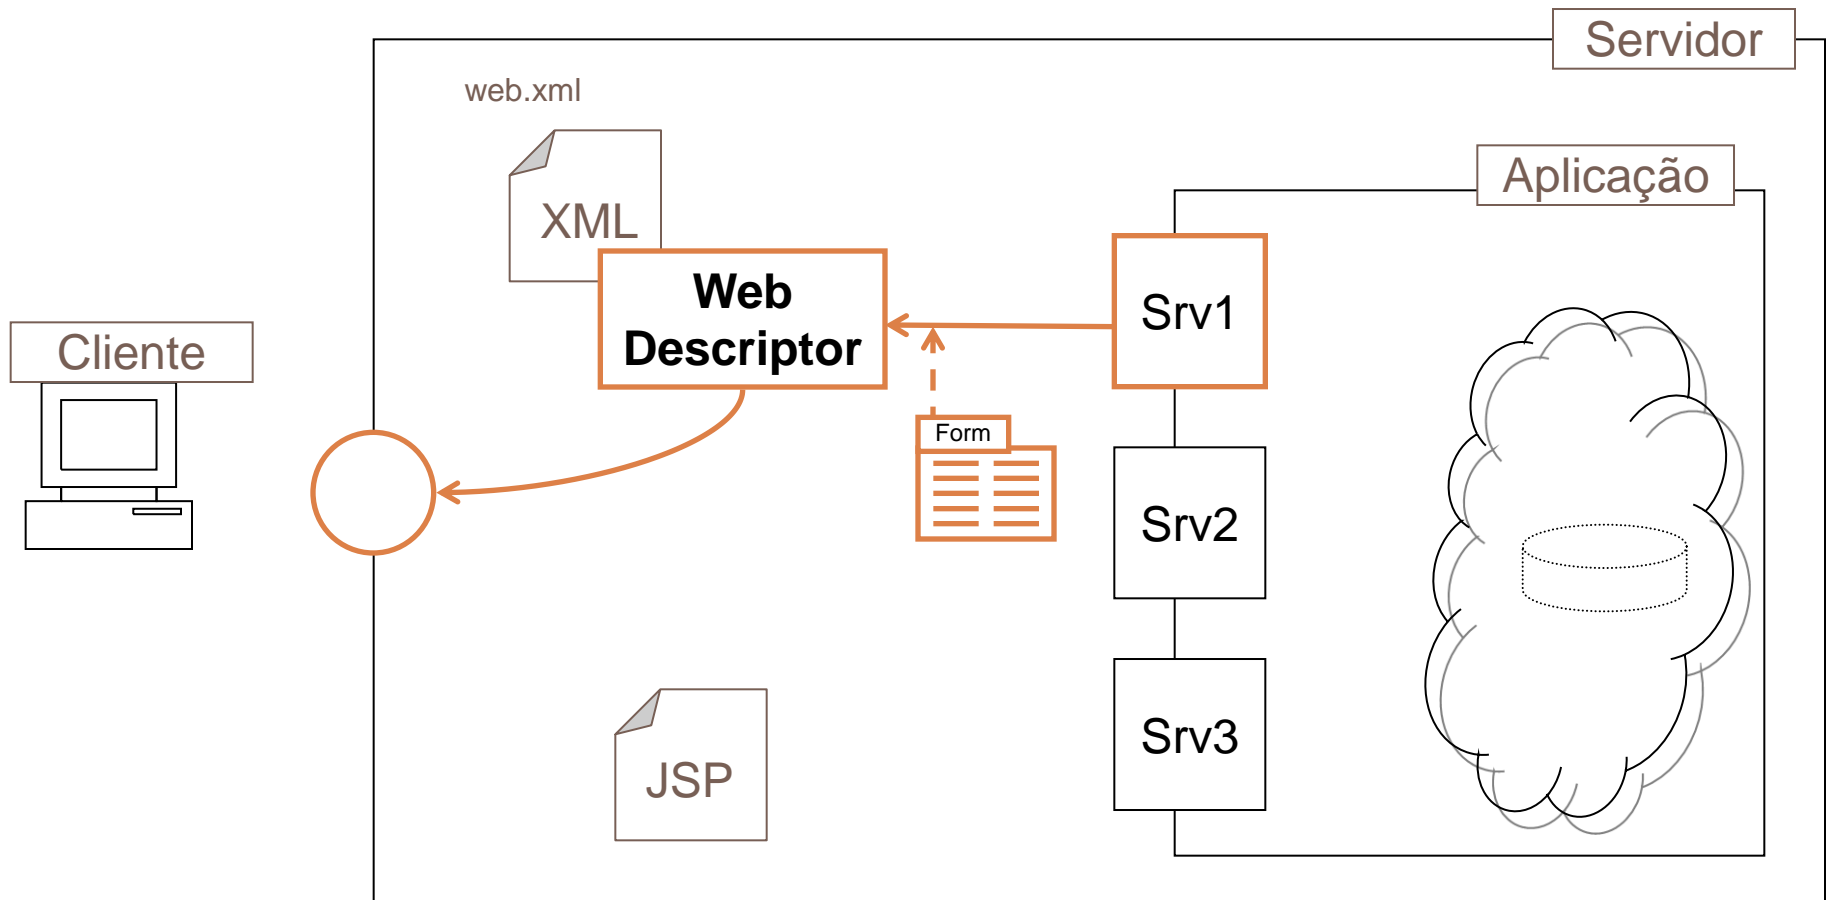 Servidor
web.xml
Aplicação
XML
Web
Descriptor
Srv1
Cliente
Form
Srv2
Srv3
JSP